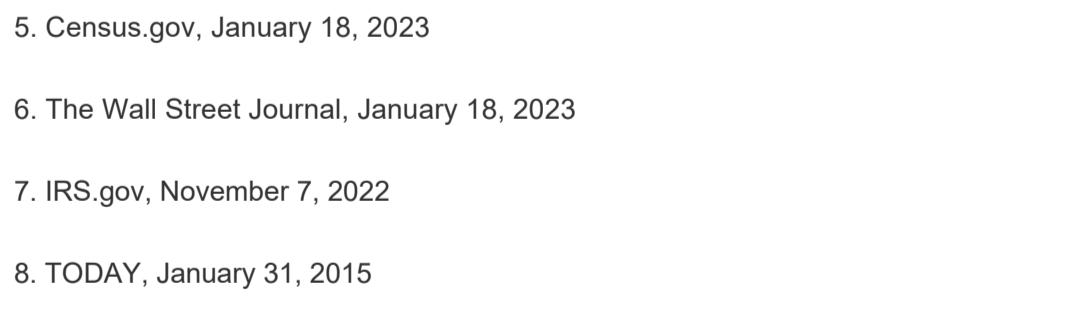 5. Census.gov, January 18, 2023
6. The Wall Street Journal, January 18, 2023
7. IRS.gov, November 7, 2022
8. TODAY, January 31, 2015